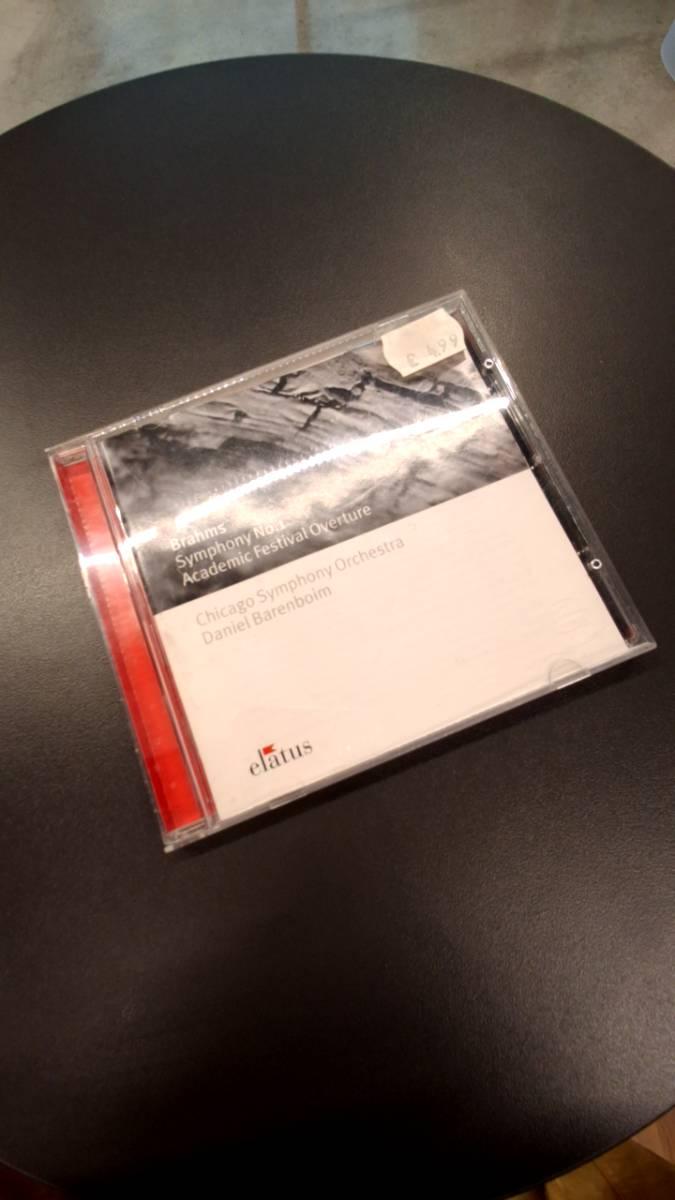 £ 4.99
Brahms
Symphony No.1
Academic Festival Overture
Chicago Symphony Orchestra
Daniel Barenboim
elatus